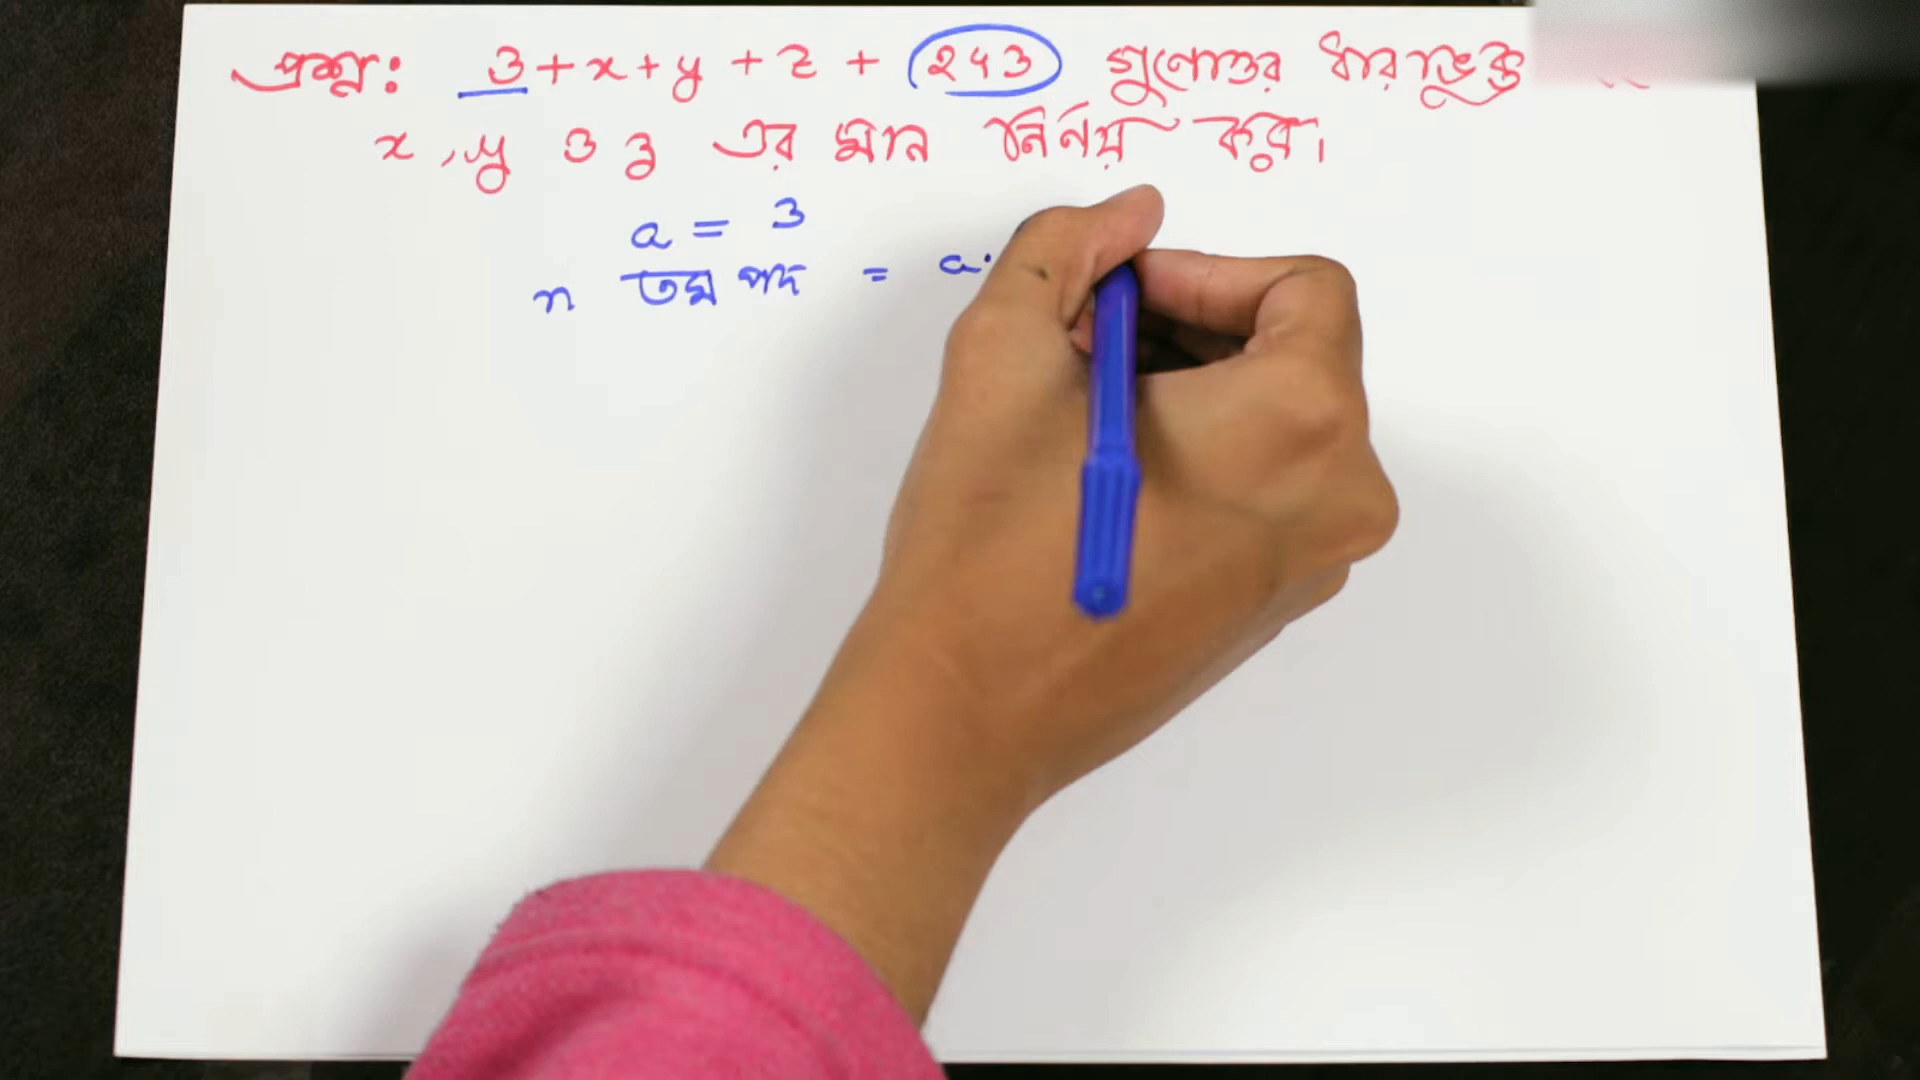 প্রশ্ন: 3+x+y+z+243 গুণোত্তর ধারাভুক্ত
x, y ও z এর মান নির্ণয় কর।
a = 3
n তম পদ = a.